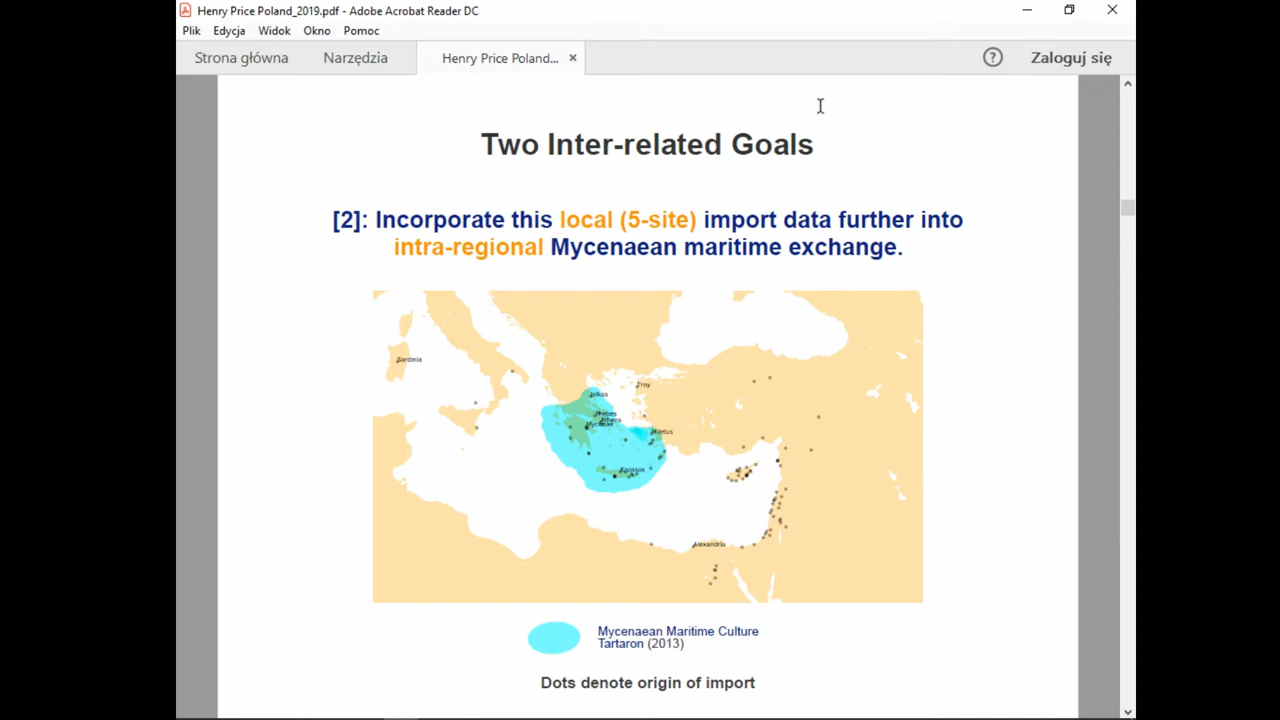 Henry Price Poland_2019.pdf - Adobe Acrobat Reader DC
Plik Edycja Widok Okno Pomoc
Strona główna Narzędzia Henry Price Poland... × ? Zaloguj się
Two Inter-related Goals
[2]: Incorporate this local (5-site) import data further into
intra-regional Mycenaean maritime exchange.
Sardinia
Troy
Iolkos
Thebes
Athens
Mycenae
Miletus
Knossos
Alexandria
Mycenaean Maritime Culture
Tartaron (2013)
Dots denote origin of import